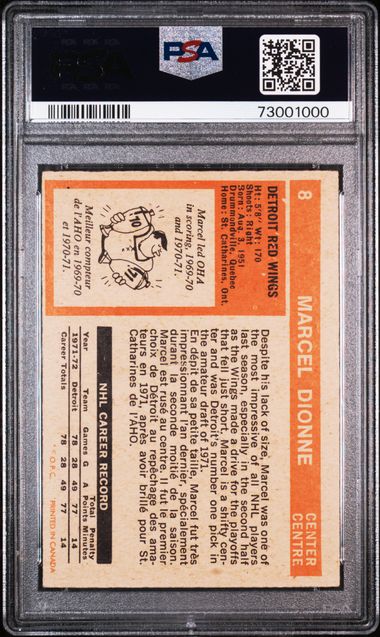 PSA
73001000
8 MARCEL DIONNE CENTER
CENTRE
DETROIT RED WINGS
Ht: 5'8" Wt: 170
Shoots: Right
Born: Aug. 3, 1951
Drummondville, Quebec
Home: St. Catharines, Ont.
Marcel led OHA
in scoring, 1969-70
and 1970-71.
Meilleur compteur
de l'AHO en 1969-70
et 1970-71.
Despite his lack of size, Marcel was one of
the most impressive of all NHL players
last season, especially in the second half
as the Wings made a drive for the playoffs
that fell just short. Marcel is a shifty cen-
ter and was Detroit's number one pick in
the amateur draft of 1971.
En dépit de sa petite taille, Marcel fut très
impressionnant l'an dernier, spécialement
durant la seconde moitié de la saison.
Marcel est rusé au centre. Il fut le premier
choix de Détroit au repêchage des ama-
teurs en 1971, après avoir brillé pour St.
Catharines de l'AHO.
NHL CAREER RECORD
Total Penalty
Year Team Games G A Points Minutes
1971-72 Detroit 78 28 49 77 14
Career Totals 78 28 49 77 14
O.P.C. PRINTED IN CANADA